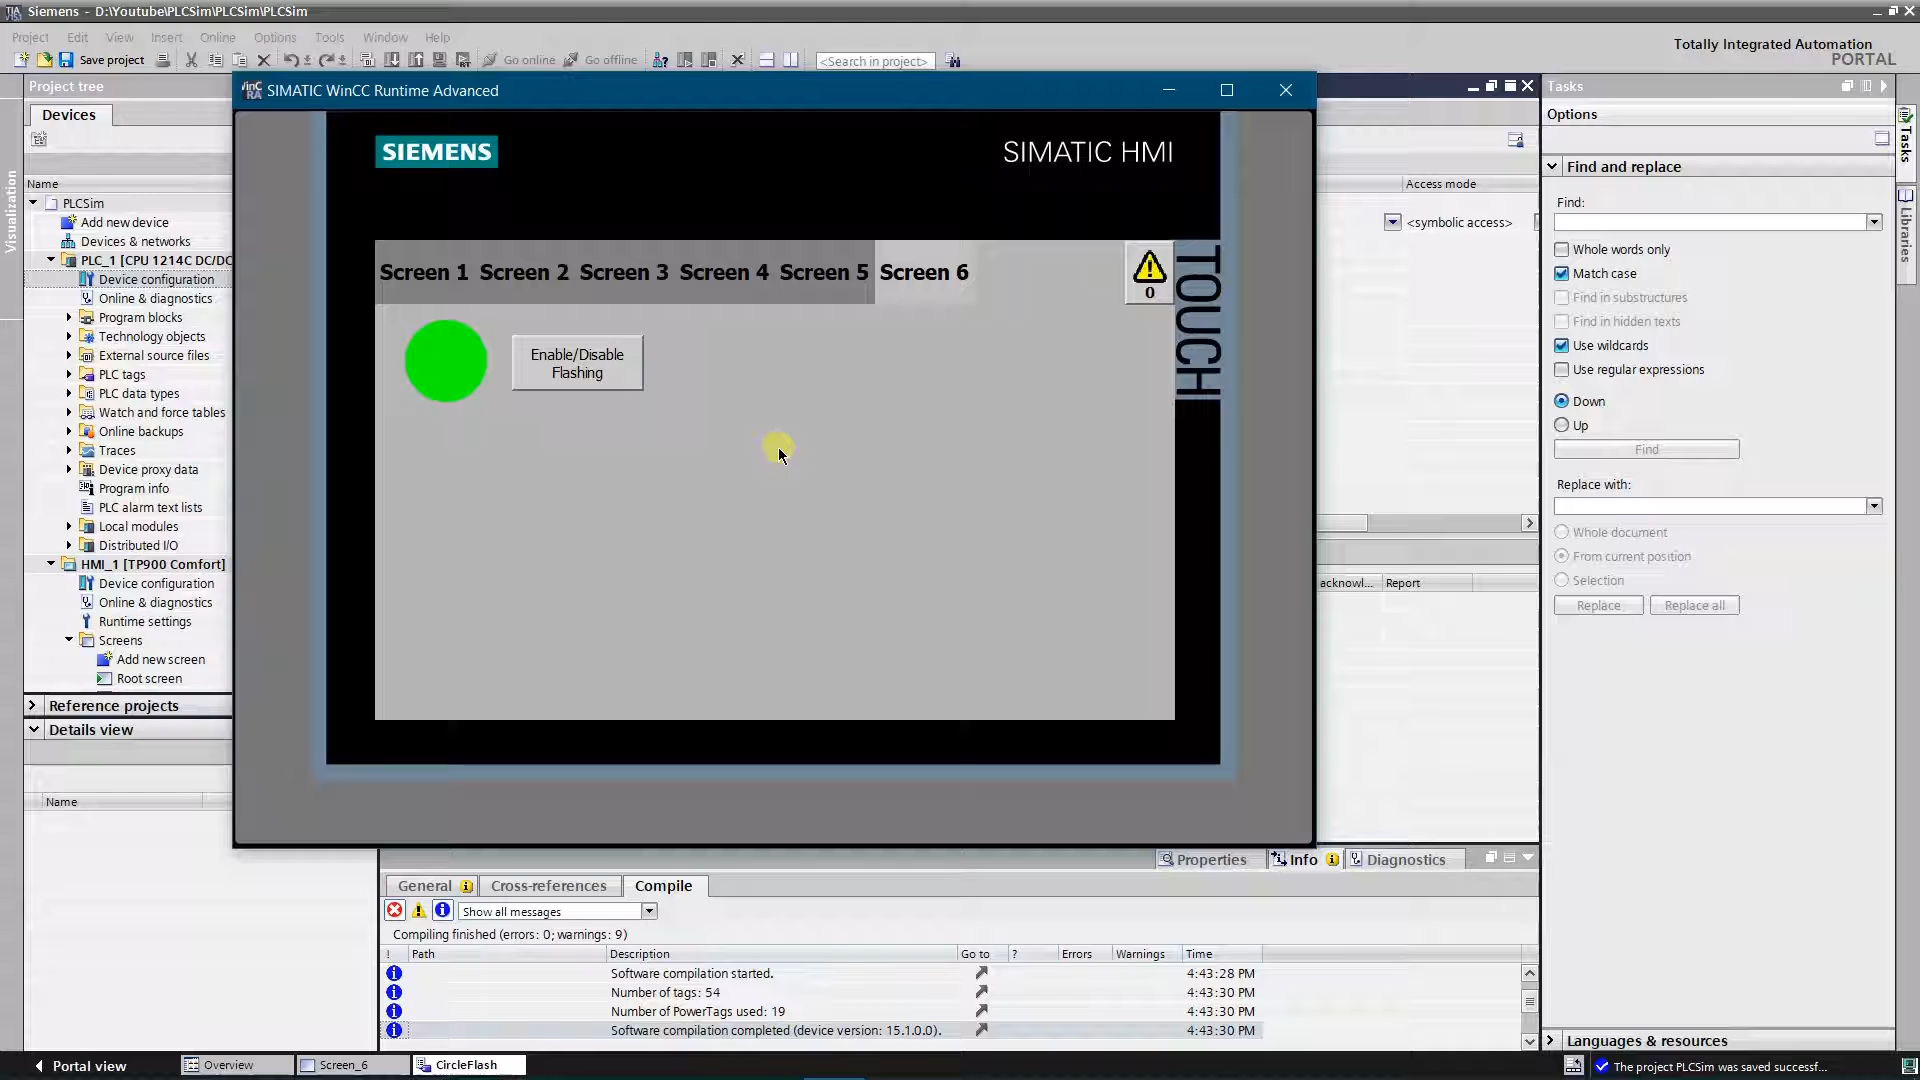 Siemens - D:\Youtube\PLCSim\PLCSim\PLCSim
Project Edit View Insert Online Options Tools Window Help
Totally Integrated Automation
PORTAL
Save project Go online Go offline <Search in project>
Project tree
SIMATIC WinCC Runtime Advanced
Tasks
Devices
Options
SIEMENS
SIMATIC HMI
Find and replace
Name
Access mode
Find:
PLCSim
Add new device
<symbolic access>
Devices & networks
Whole words only
PLC_1 [CPU 1214C DC/DC
Screen 1 Screen 2 Screen 3 Screen 4 Screen 5 Screen 6
0
TOUCH
Match case
Device configuration
Online & diagnostics
Find in substructures
Program blocks
Find in hidden texts
Technology objects
Use wildcards
External source files
Enable/Disable
Flashing
PLC tags
Use regular expressions
PLC data types
Down
Watch and force tables
Up
Online backups
Find
Traces
Device proxy data
Replace with:
Program info
PLC alarm text lists
Local modules
Whole document
Distributed I/O
From current position
HMI_1 [TP900 Comfort]
Selection
Device configuration
acknowl... Report
Online & diagnostics
Replace Replace all
Runtime settings
Screens
Add new screen
Root screen
Reference projects
Details view
Name
Visualization
Tasks
Libraries
Properties Info Diagnostics
General Cross-references Compile
Show all messages
Compiling finished (errors: 0; warnings: 9)
! Path Description Go to ? Errors Warnings Time
Software compilation started. 4:43:28 PM
Number of tags: 54 4:43:30 PM
Number of PowerTags used: 19 4:43:30 PM
Software compilation completed (device version: 15.1.0.0). 4:43:30 PM
Languages & resources
Portal view Overview Screen_6 CircleFlash
The project PLCSim was saved successf...